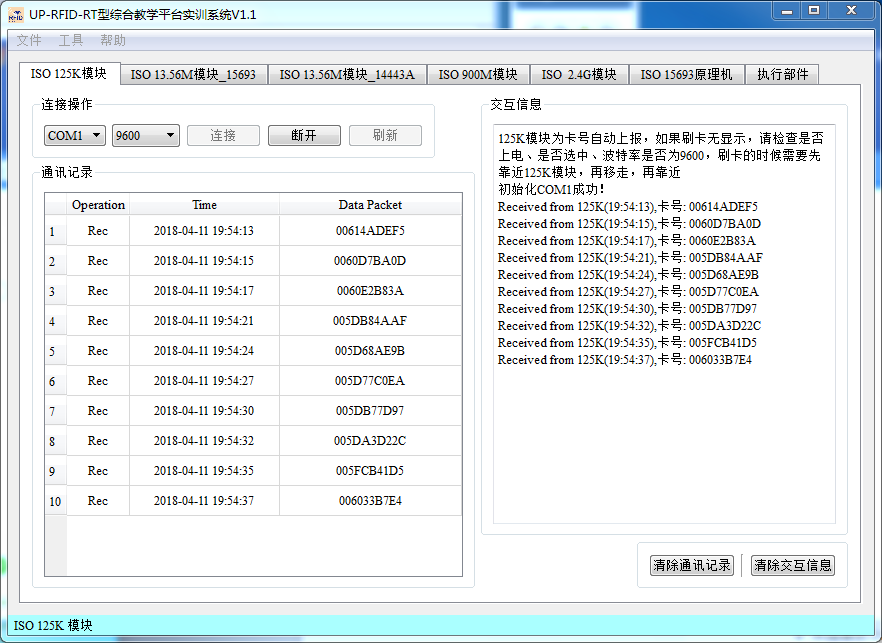 UP-RFID-RT型综合教学平台实训系统V1.1
文件 工具 帮助
ISO 125K模块 ISO 13.56M模块_15693 ISO 13.56M模块_14443A ISO 900M模块 ISO 2.4G模块 ISO 15693原理机 执行部件
连接操作
COM1 9600 连接 断开 刷新
通讯记录
Operation Time Data Packet
1 Rec 2018-04-11 19:54:13 00614ADEF5
2 Rec 2018-04-11 19:54:15 0060D7BA0D
3 Rec 2018-04-11 19:54:17 0060E2B83A
4 Rec 2018-04-11 19:54:21 005DB84AAF
5 Rec 2018-04-11 19:54:24 005D68AE9B
6 Rec 2018-04-11 19:54:27 005D77C0EA
7 Rec 2018-04-11 19:54:30 005DB77D97
8 Rec 2018-04-11 19:54:32 005DA3D22C
9 Rec 2018-04-11 19:54:35 005FCB41D5
10 Rec 2018-04-11 19:54:37 006033B7E4
交互信息
125K模块为卡号自动上报，如果刷卡无显示，请检查是否
上电、是否选中、波特率是否为9600，刷卡的时候需要先
靠近125K模块，再移走，再靠近
初始化COM1成功！
Received from 125K(19:54:13),卡号: 00614ADEF5
Received from 125K(19:54:15),卡号: 0060D7BA0D
Received from 125K(19:54:17),卡号: 0060E2B83A
Received from 125K(19:54:21),卡号: 005DB84AAF
Received from 125K(19:54:24),卡号: 005D68AE9B
Received from 125K(19:54:27),卡号: 005D77C0EA
Received from 125K(19:54:30),卡号: 005DB77D97
Received from 125K(19:54:32),卡号: 005DA3D22C
Received from 125K(19:54:35),卡号: 005FCB41D5
Received from 125K(19:54:37),卡号: 006033B7E4
清除通讯记录 清除交互信息
ISO 125K 模块